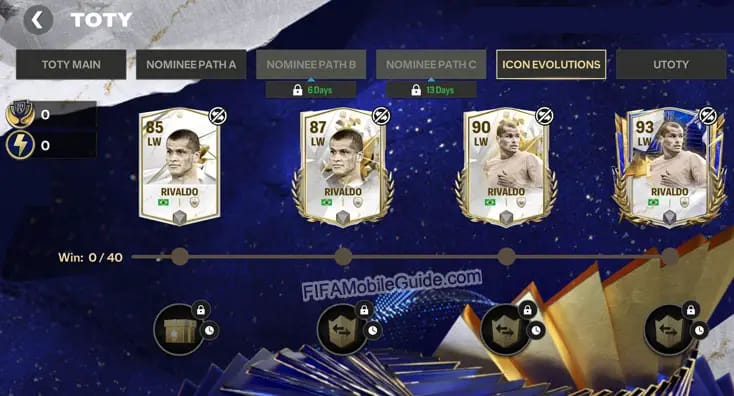 TOTY
TOTY MAIN
NOMINEE PATH A
NOMINEE PATH B
NOMINEE PATH C
ICON EVOLUTIONS
UTOTY
6 Days
13 Days
0
0
85
LW
RIVALDO
87
LW
RIVALDO
90
LW
RIVALDO
93
LW
RIVALDO
Win: 0 / 40
FIFAMobileGuide.com